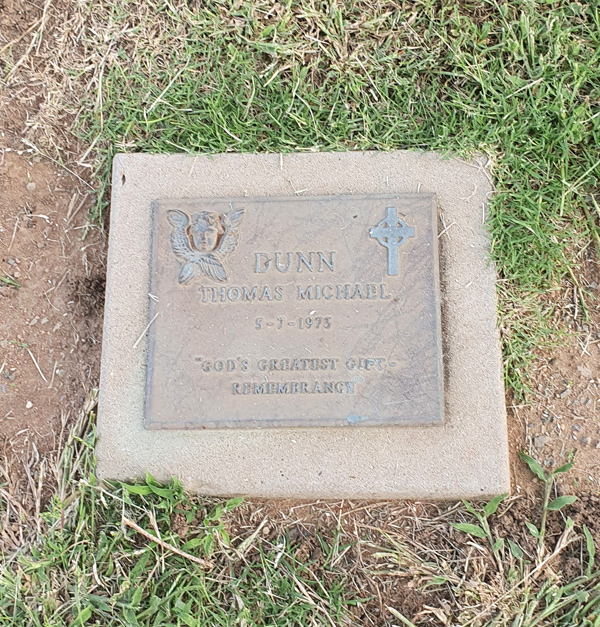 DUNN
THOMAS MICHAEL
5-7-1973
"GOD'S GREATEST GIFT -
REMEMBRANCE